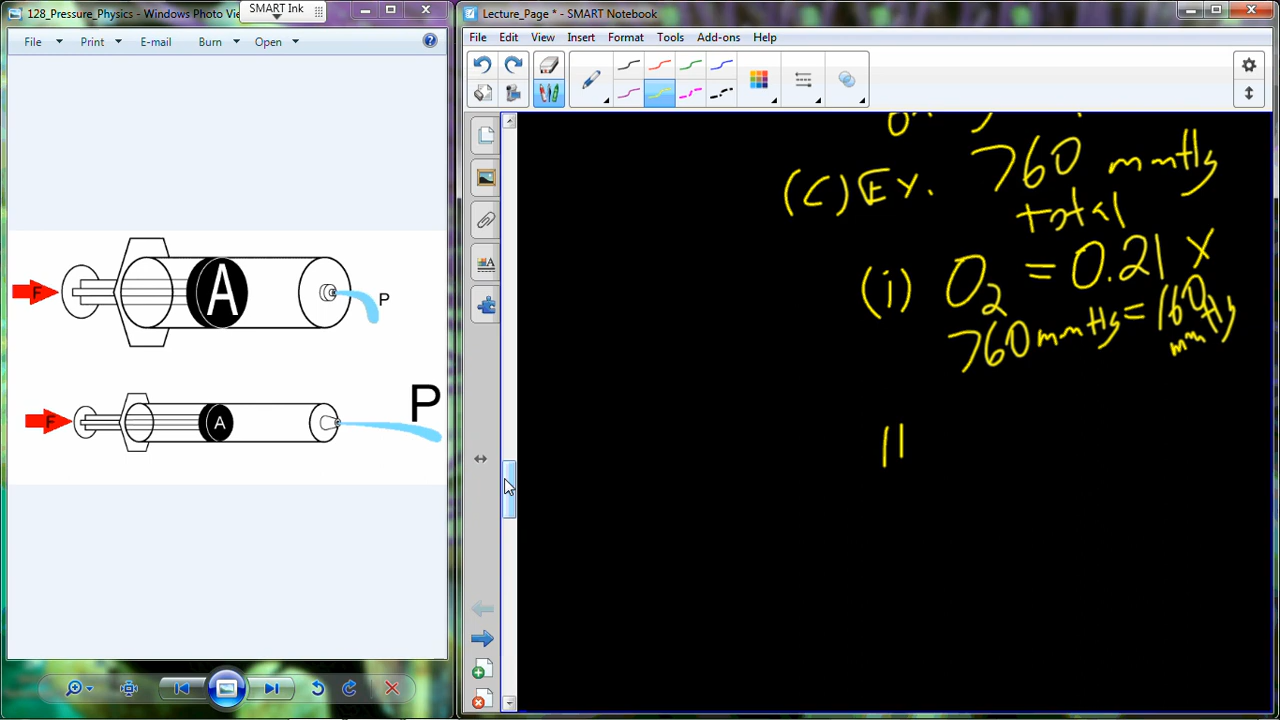 128_Pressure_Physics - Windows Photo Vie
SMART Ink
File Print E-mail Burn Open
F A P
F A P
Lecture_Page * - SMART Notebook
File Edit View Insert Format Tools Add-ons Help
(C) Ex. 760 mmHg
total
(i) O2 = 0.21 x
760 mmHg = 160
mmHg